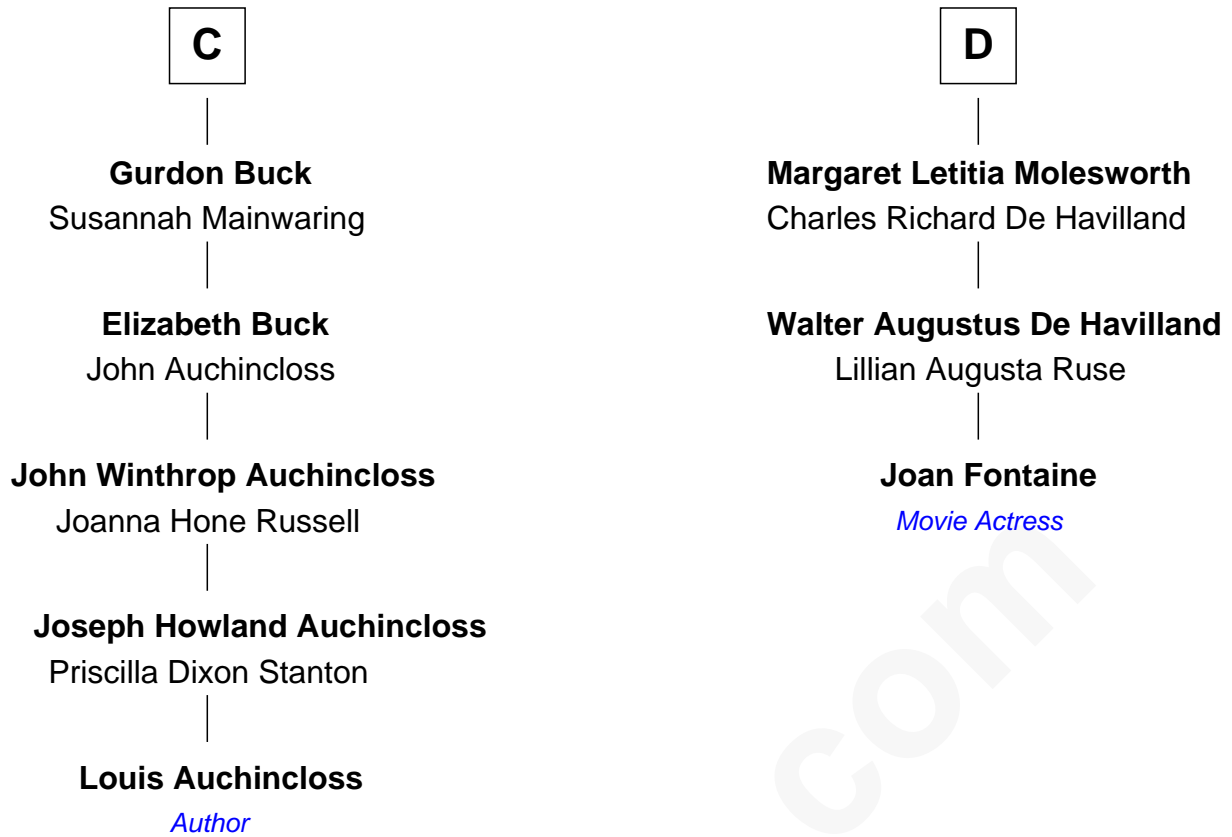 C
Gurdon Buck
Susannah Mainwaring
Elizabeth Buck
John Auchincloss
John Winthrop Auchincloss
Joanna Hone Russell
Joseph Howland Auchincloss
Priscilla Dixon Stanton
Louis Auchincloss
Author
D
Margaret Letitia Molesworth
Charles Richard De Havilland
Walter Augustus De Havilland
Lillian Augusta Ruse
Joan Fontaine
Movie Actress
com